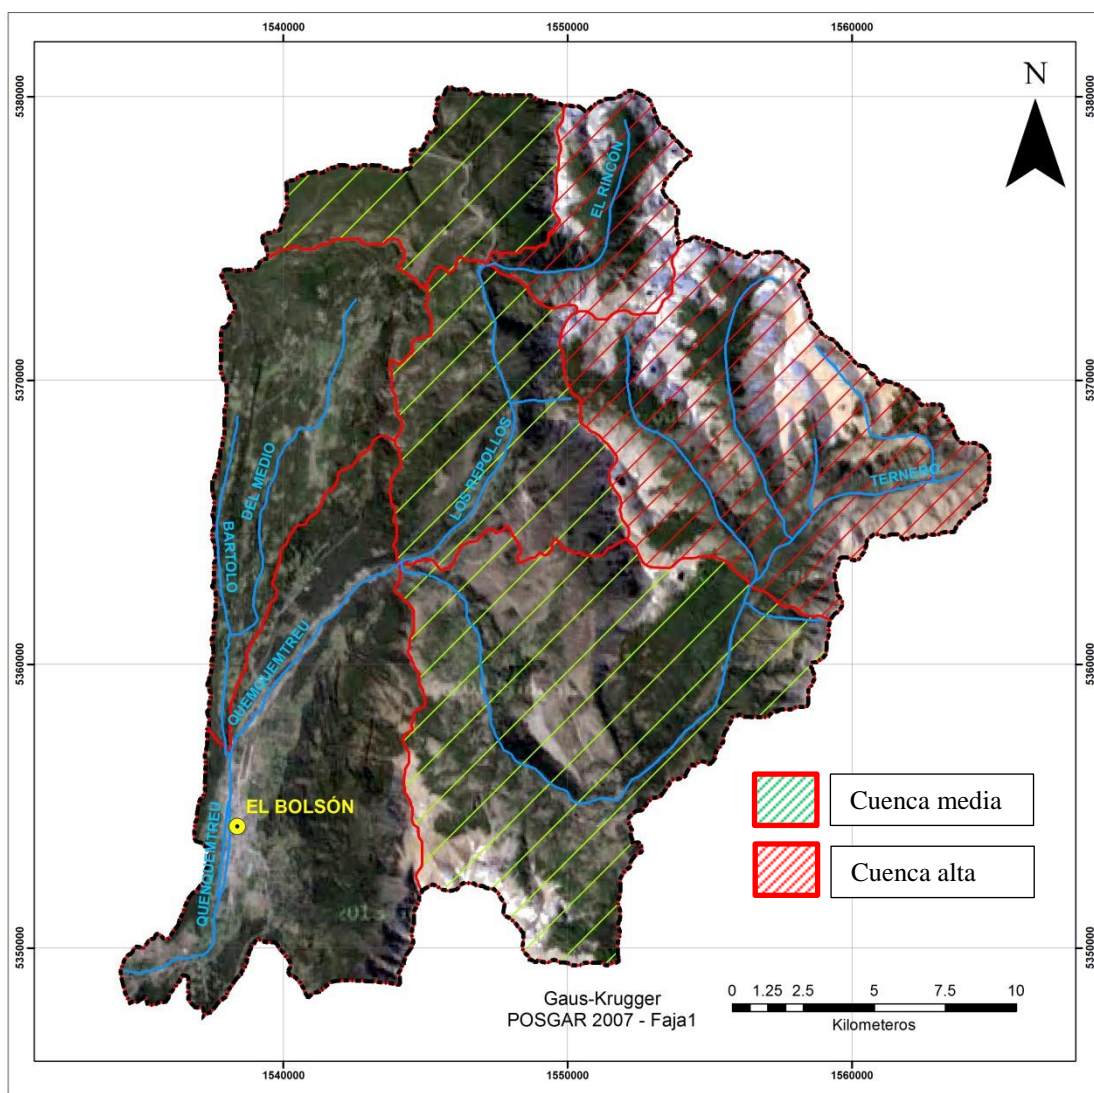 1540000
1550000
1560000
5380000
5380000
N
EL RINCON
5370000
5370000
DEL MEDIO
LOS REPOLLOS
TERNERO
BARTOLO
QUEMQUEMTREU
5360000
5360000
EL BOLSÓN
QUENQUEMTREU
Cuenca media
Cuenca alta
5350000
5350000
Gaus-Krugger
POSGAR 2007 - Faja1
0 1.25 2.5 5 7.5 10
Kilometeros
1540000
1550000
1560000